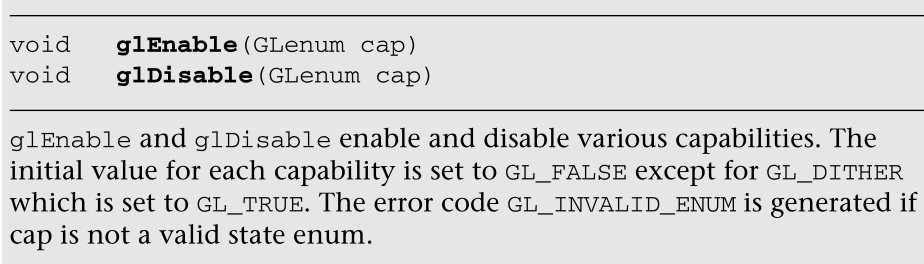 void glEnable(GLenum cap)
void glDisable(GLenum cap)
glEnable and glDisable enable and disable various capabilities. The
initial value for each capability is set to GL_FALSE except for GL_DITHER
which is set to GL_TRUE. The error code GL_INVALID_ENUM is generated if
cap is not a valid state enum.